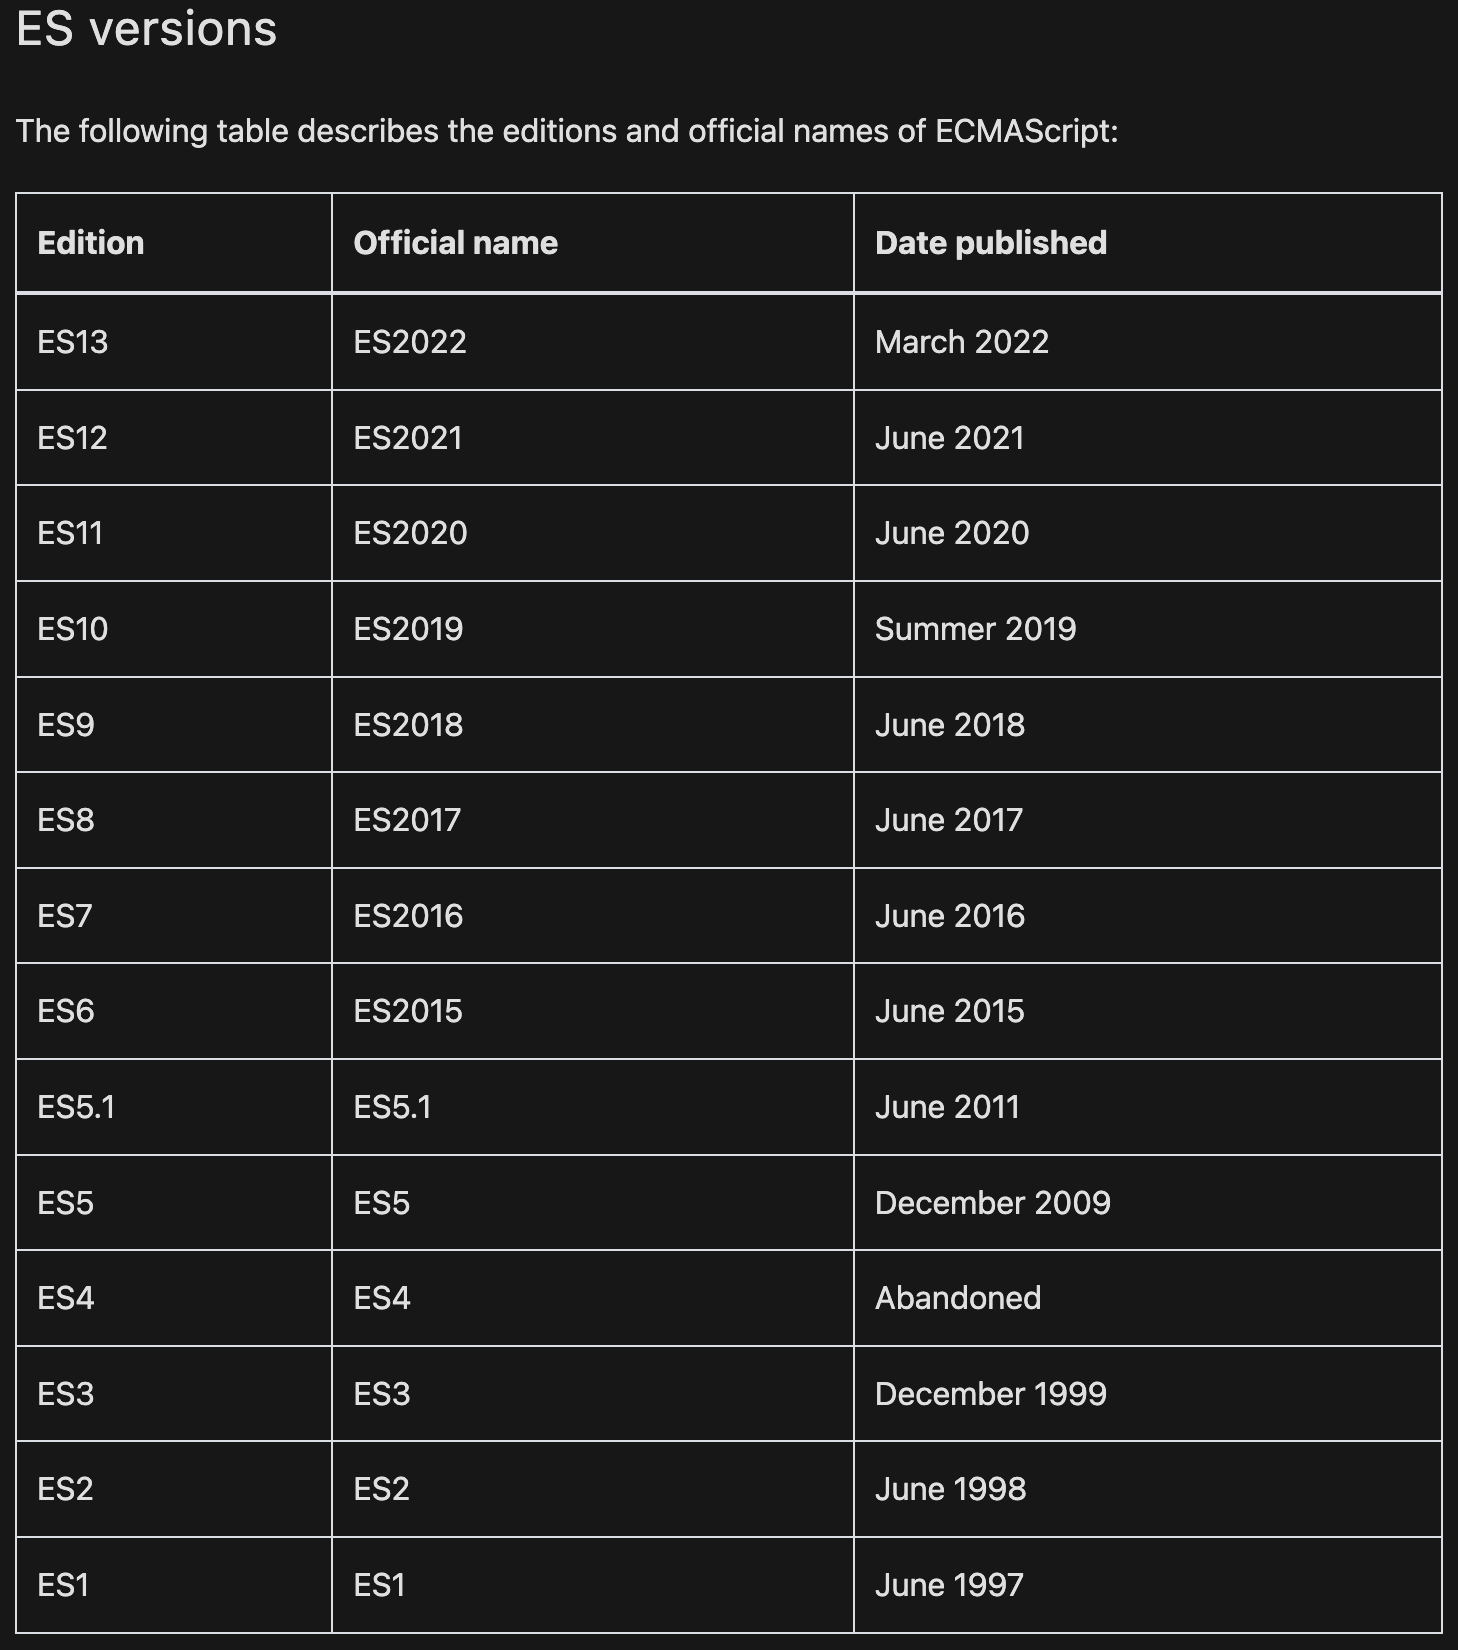 ES versions
The following table describes the editions and official names of ECMAScript:
Edition Official name Date published
ES13 ES2022 March 2022
ES12 ES2021 June 2021
ES11 ES2020 June 2020
ES10 ES2019 Summer 2019
ES9 ES2018 June 2018
ES8 ES2017 June 2017
ES7 ES2016 June 2016
ES6 ES2015 June 2015
ES5.1 ES5.1 June 2011
ES5 ES5 December 2009
ES4 ES4 Abandoned
ES3 ES3 December 1999
ES2 ES2 June 1998
ES1 ES1 June 1997